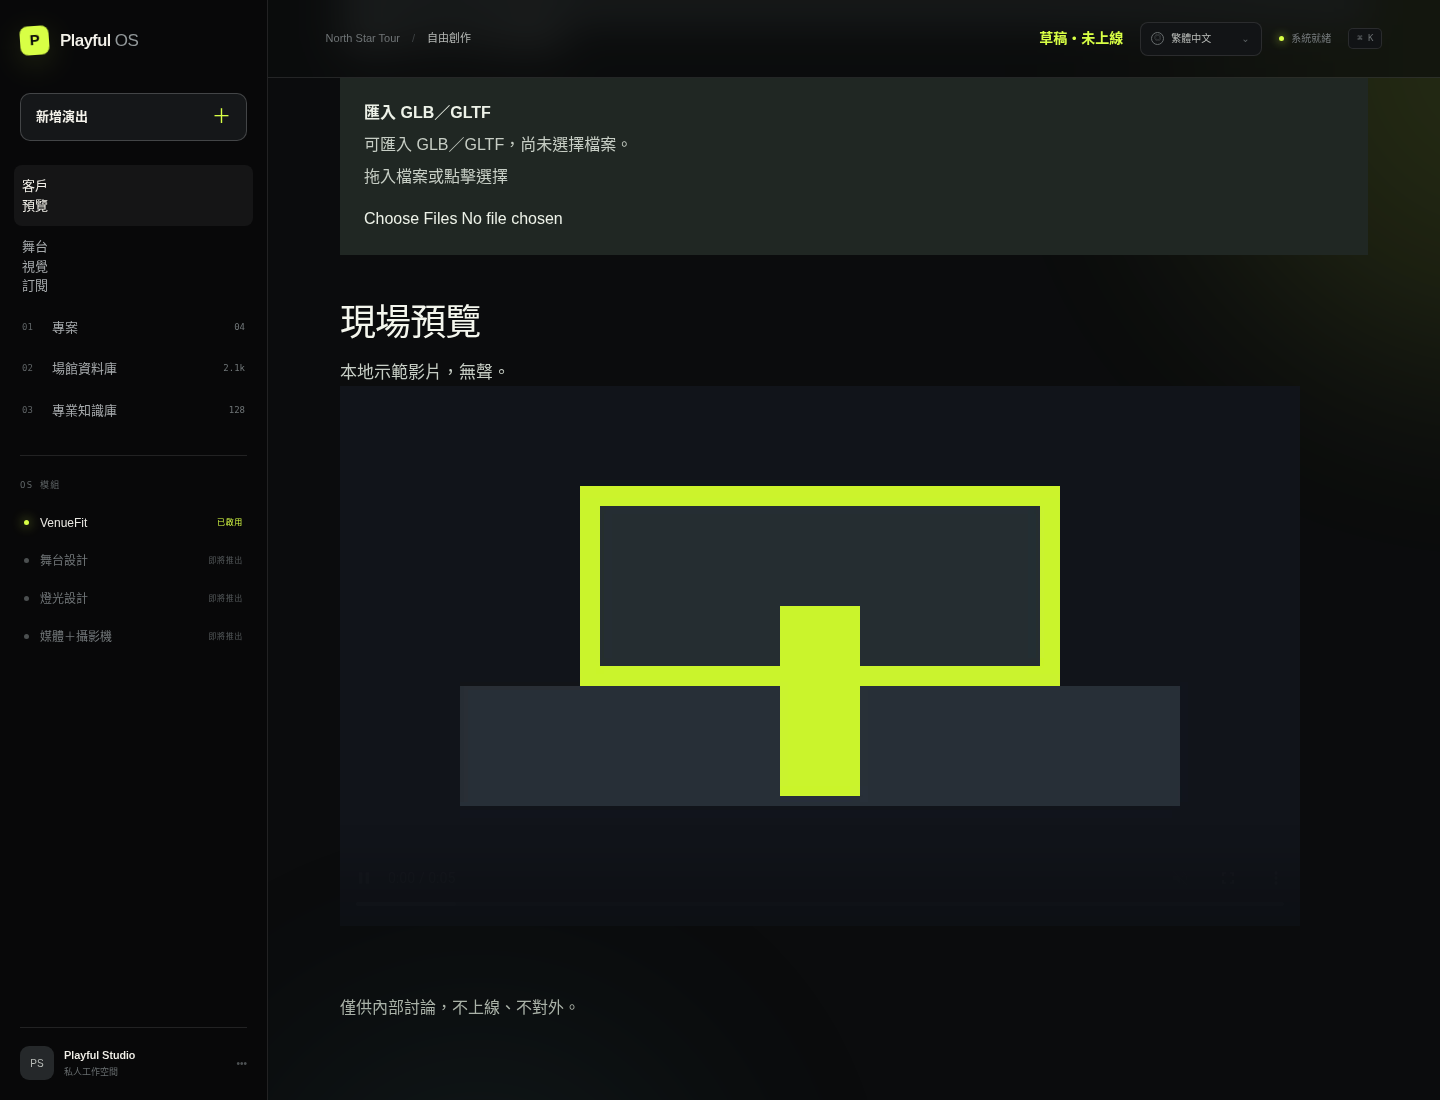 P Playful OS
新增演出 +
客戶
預覽
舞台
視覺
訂閱
01 專案 04
02 場館資料庫 2.1k
03 專業知識庫 128
OS 模組
VenueFit 已啟用
舞台設計 即將推出
燈光設計 即將推出
媒體＋攝影機 即將推出
PS Playful Studio
私人工作空間
North Star Tour / 自由創作
草稿・未上線
繁體中文
系統就緒
⌘ K
匯入 GLB／GLTF
可匯入 GLB／GLTF，尚未選擇檔案。
拖入檔案或點擊選擇
Choose Files No file chosen
現場預覽
本地示範影片，無聲。
僅供內部討論，不上線、不對外。